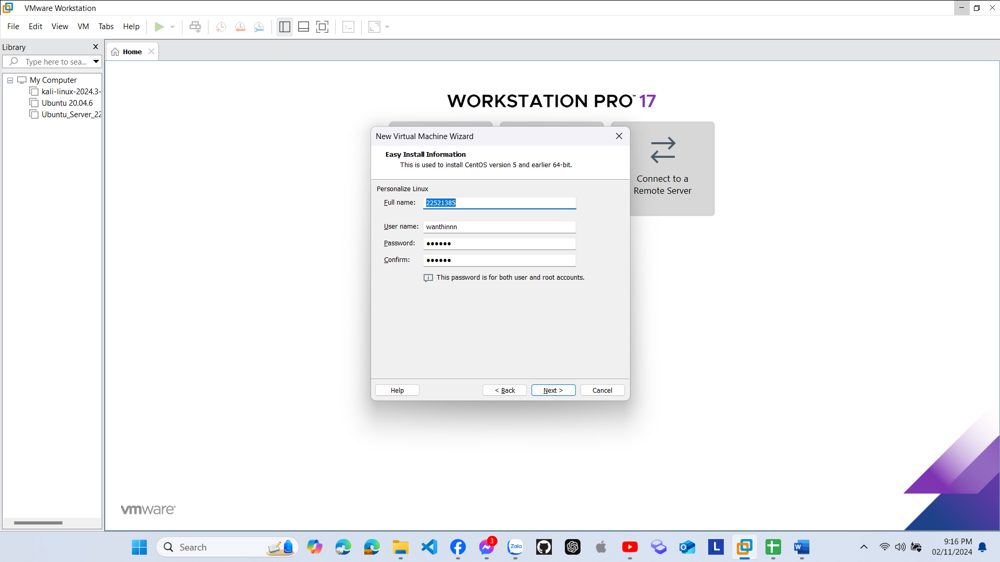 VMware Workstation
File Edit View VM Tabs Help
Library
Type here to sea...
Home
My Computer
kali-linux-2024.3-
Ubuntu 20.04.6
Ubuntu_Server_22
WORKSTATION PRO™ 17
Connect to a
Remote Server
New Virtual Machine Wizard
Easy Install Information
This is used to install CentOS version 5 and earlier 64-bit.
Personalize Linux
Full name: 22521385
User name: wanthinnn
Password: ●●●●●●
Confirm: ●●●●●●
This password is for both user and root accounts.
Help < Back Next > Cancel
vmware®
Search
3
Zalo
L
9:16 PM
02/11/2024